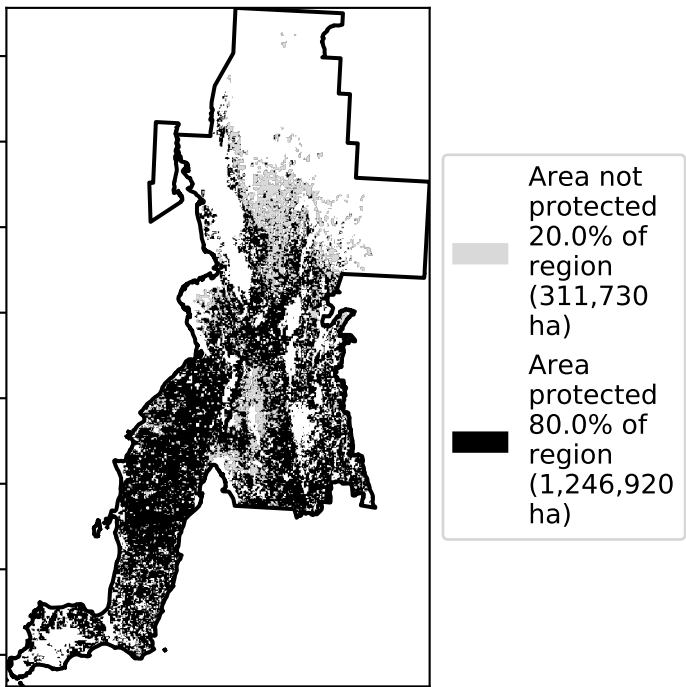 Area not
protected
20.0% of
region
(311,730
ha)
Area
protected
80.0% of
region
(1,246,920
ha)